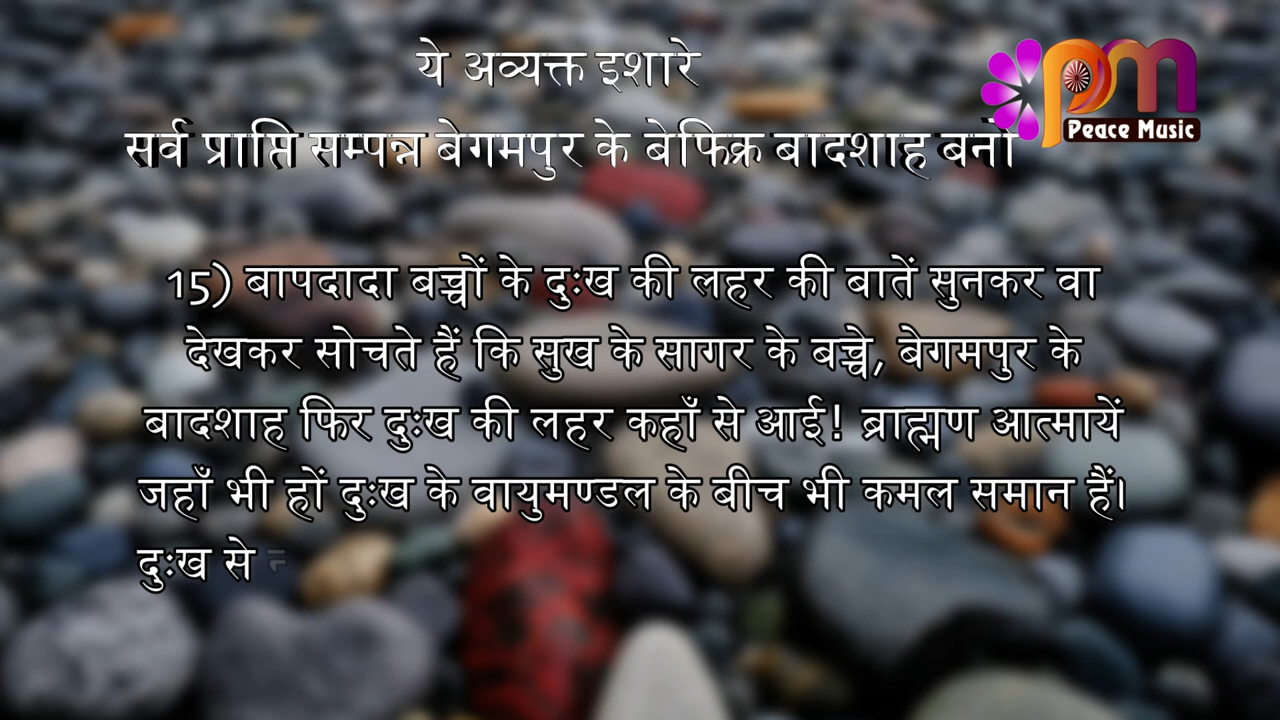 ये अव्यक्त इशारे
सर्व प्राप्ति सम्पन्न बेगमपुर के बेफिक्र बादशाह बनो
pm
Peace Music
15) बापदादा बच्चों के दुःख की लहर की बातें सुनकर वा
देखकर सोचते हैं कि सुख के सागर के बच्चे, बेगमपुर के
बादशाह फिर दुःख की लहर कहाँ से आई! ब्राह्मण आत्मायें
जहाँ भी हों दुःख के वायुमण्डल के बीच भी कमल समान हैं।
दुःख से